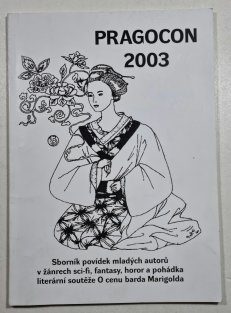 PRAGOCON
2003
Sborník povídek mladých autorů
v žánrech sci-fi, fantasy, horor a pohádka
literární soutěže O cenu barda Marigolda